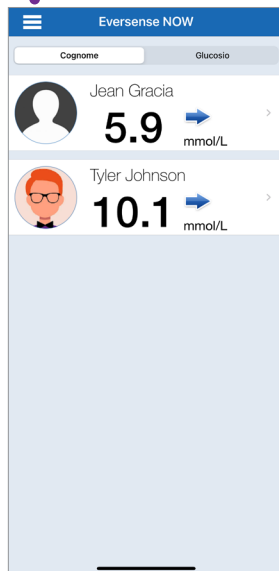 Eversense NOW
Cognome Glucosio
Jean Gracia
5.9
mmol/L
Tyler Johnson
10.1
mmol/L